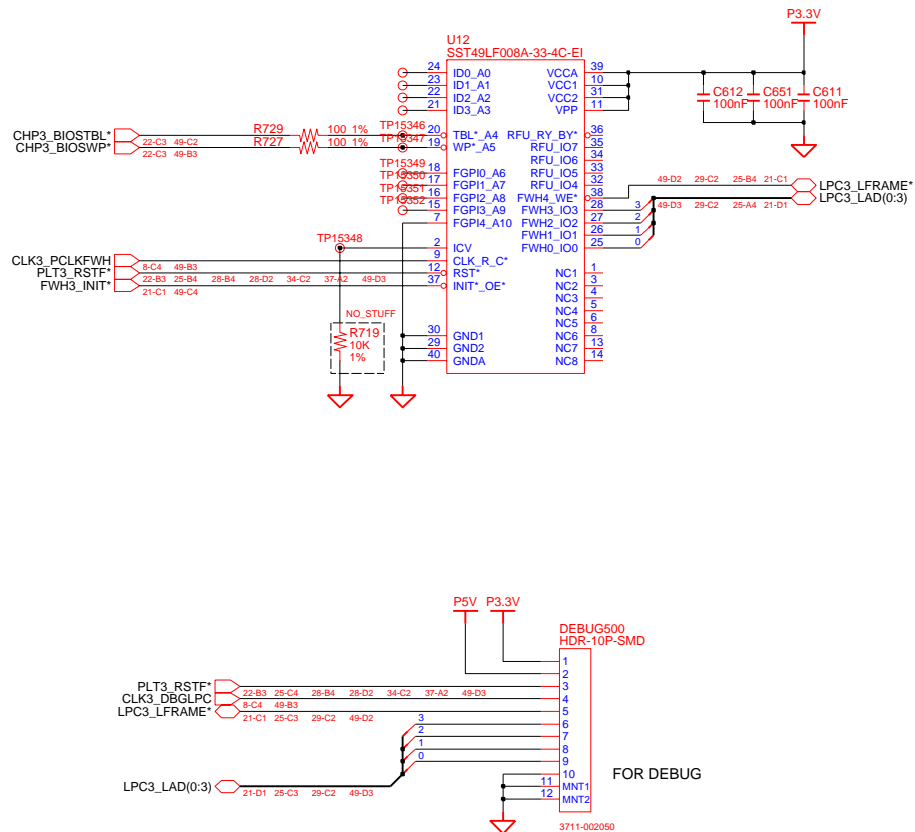 P3.3V
U12
SST49LF008A-33-4C-EI
24 ID0_A0 VCCA 39
23 ID1_A1 VCC1 10
22 ID2_A2 VCC2 31
21 ID3_A3 VPP 11
C612 100nF
C651 100nF
C611 100nF
CHP3_BIOSTBL* 22-C3 49-C2 R729 100 1% TP15346 20 TBL*_A4 RFU_RY_BY* 36
CHP3_BIOSWP* 22-C3 49-B3 R727 100 1% TP15347 19 WP*_A5 RFU_IO7 35
RFU_IO6 34
TP15349 18 FGPI0_A6 RFU_IO5 33
TP15350 17 FGPI1_A7 RFU_IO4 32
TP15351 16 FGPI2_A8 FWH4_WE* 38 49-D2 29-C2 25-B4 21-C1 LPC3_LFRAME*
TP15352 15 FGPI3_A9 FWH3_IO3 28 3 49-D3 29-C2 25-A4 21-D1 LPC3_LAD(0:3)
7 FGPI4_A10 FWH2_IO2 27 2
FWH1_IO1 26 1
TP15348 2 ICV FWH0_IO0 25 0
CLK3_PCLKFWH 8-C4 49-B3 9 CLK_R_C*
PLT3_RSTF* 22-B3 25-B4 28-B4 28-D2 34-C2 37-A2 49-D3 12 RST* NC1 1
FWH3_INIT* 21-C1 49-C4 37 INIT*_OE* NC2 3
NC3 4
NC4 5
NO_STUFF
R719
10K
1%
NC5 6
30 GND1 NC6 8
29 GND2 NC7 13
40 GNDA NC8 14
P5V P3.3V
DEBUG500
HDR-10P-SMD
1
2
PLT3_RSTF* 22-B3 25-C4 28-B4 28-D2 34-C2 37-A2 49-D3 3
CLK3_DBGLPC 8-C4 49-B3 4
LPC3_LFRAME* 21-C1 25-C3 29-C2 49-D2 5
3 6
2 7
1 8
0 9
LPC3_LAD(0:3) 21-D1 25-C3 29-C2 49-D3
10
11 MNT1
12 MNT2
FOR DEBUG
3711-002050